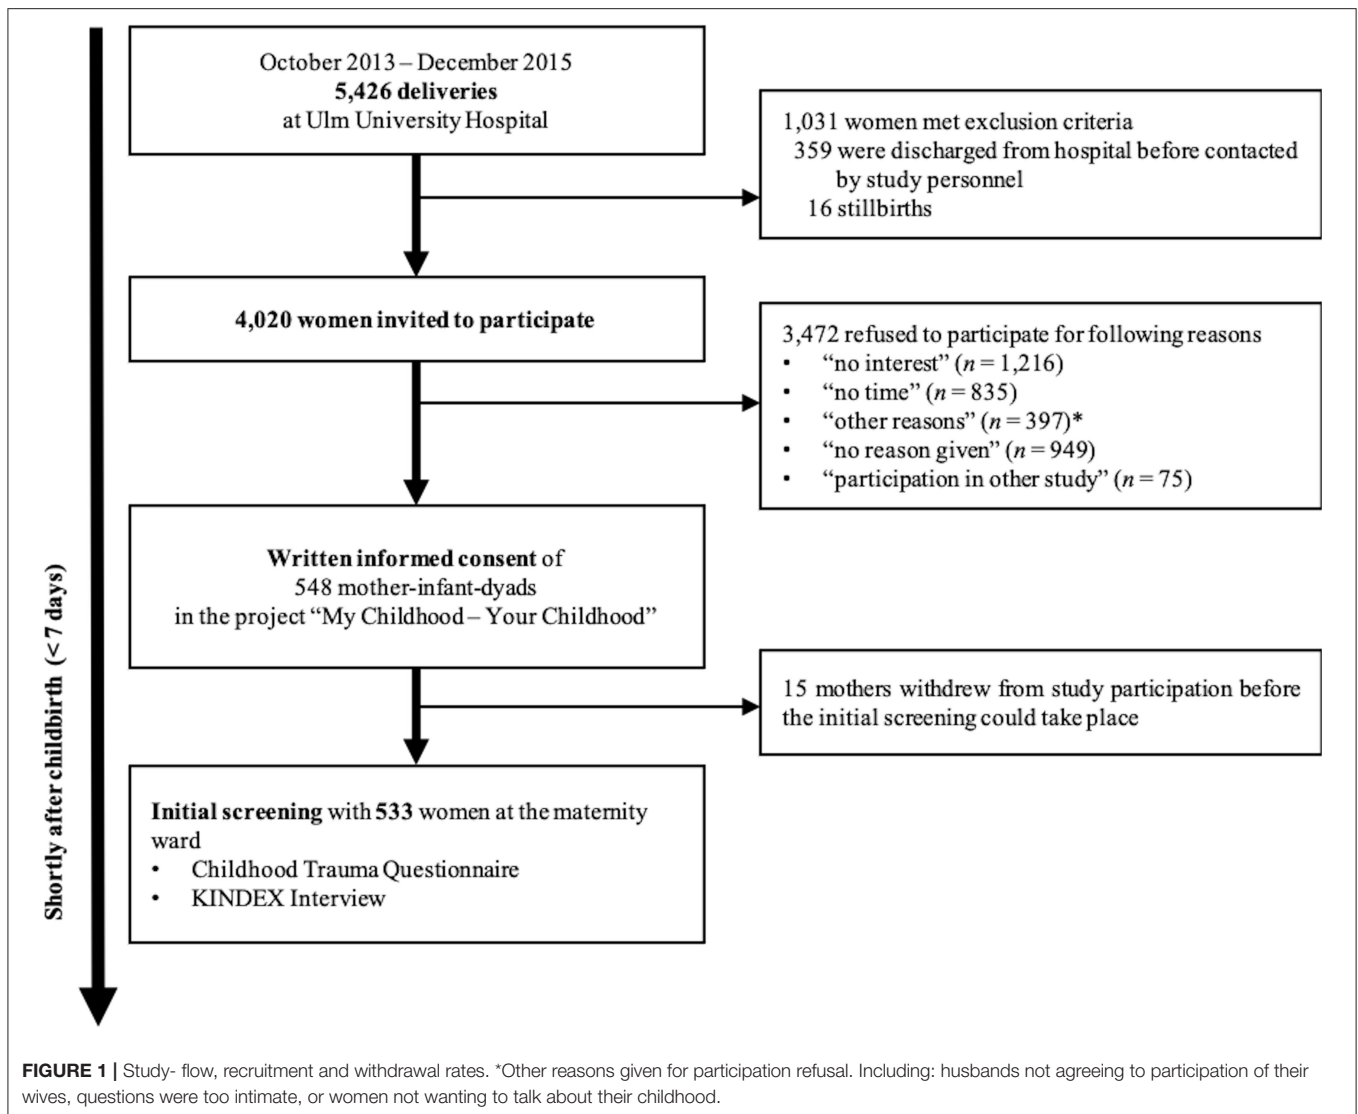 October 2013 – December 2015
5,426 deliveries
at Ulm University Hospital
1,031 women met exclusion criteria
359 were discharged from hospital before contacted
by study personnel
16 stillbirths
4,020 women invited to participate
3,472 refused to participate for following reasons
• “no interest” (n = 1,216)
• “no time” (n = 835)
• “other reasons” (n = 397)*
• “no reason given” (n = 949)
• “participation in other study” (n = 75)
Written informed consent of
548 mother-infant-dyads
in the project “My Childhood – Your Childhood”
15 mothers withdrew from study participation before
the initial screening could take place
Initial screening with 533 women at the maternity
ward
• Childhood Trauma Questionnaire
• KINDEX Interview
Shortly after childbirth (< 7 days)
FIGURE 1 | Study- flow, recruitment and withdrawal rates. *Other reasons given for participation refusal. Including: husbands not agreeing to participation of their
wives, questions were too intimate, or women not wanting to talk about their childhood.